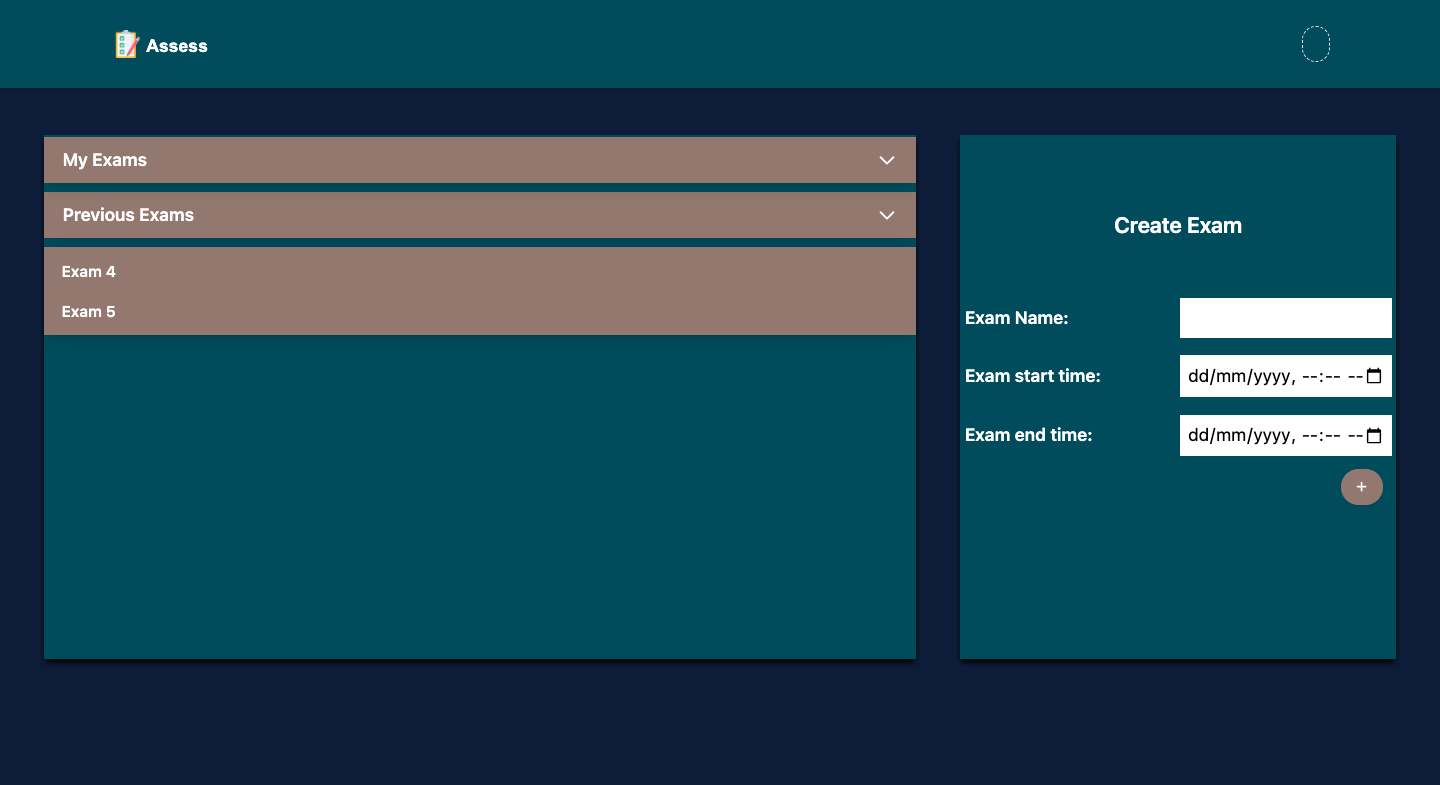 Assess
My Exams
Previous Exams
Exam 4
Exam 5
Create Exam
Exam Name:
Exam start time:
dd/mm/yyyy, --:-- --
Exam end time:
dd/mm/yyyy, --:-- --
+